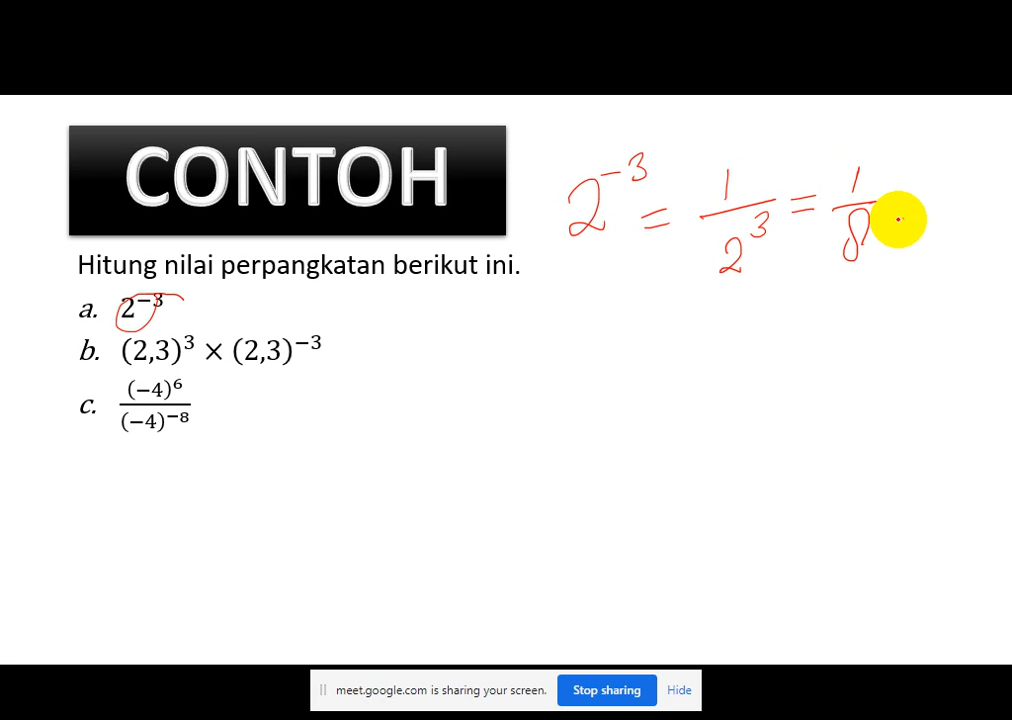 CONTOH
2⁻³ = 1/2³ = 1/8
Hitung nilai perpangkatan berikut ini.
a. 2⁻³
b. (2,3)³ × (2,3)⁻³
c. (−4)⁶/(−4)⁻⁸
meet.google.com is sharing your screen. Stop sharing Hide